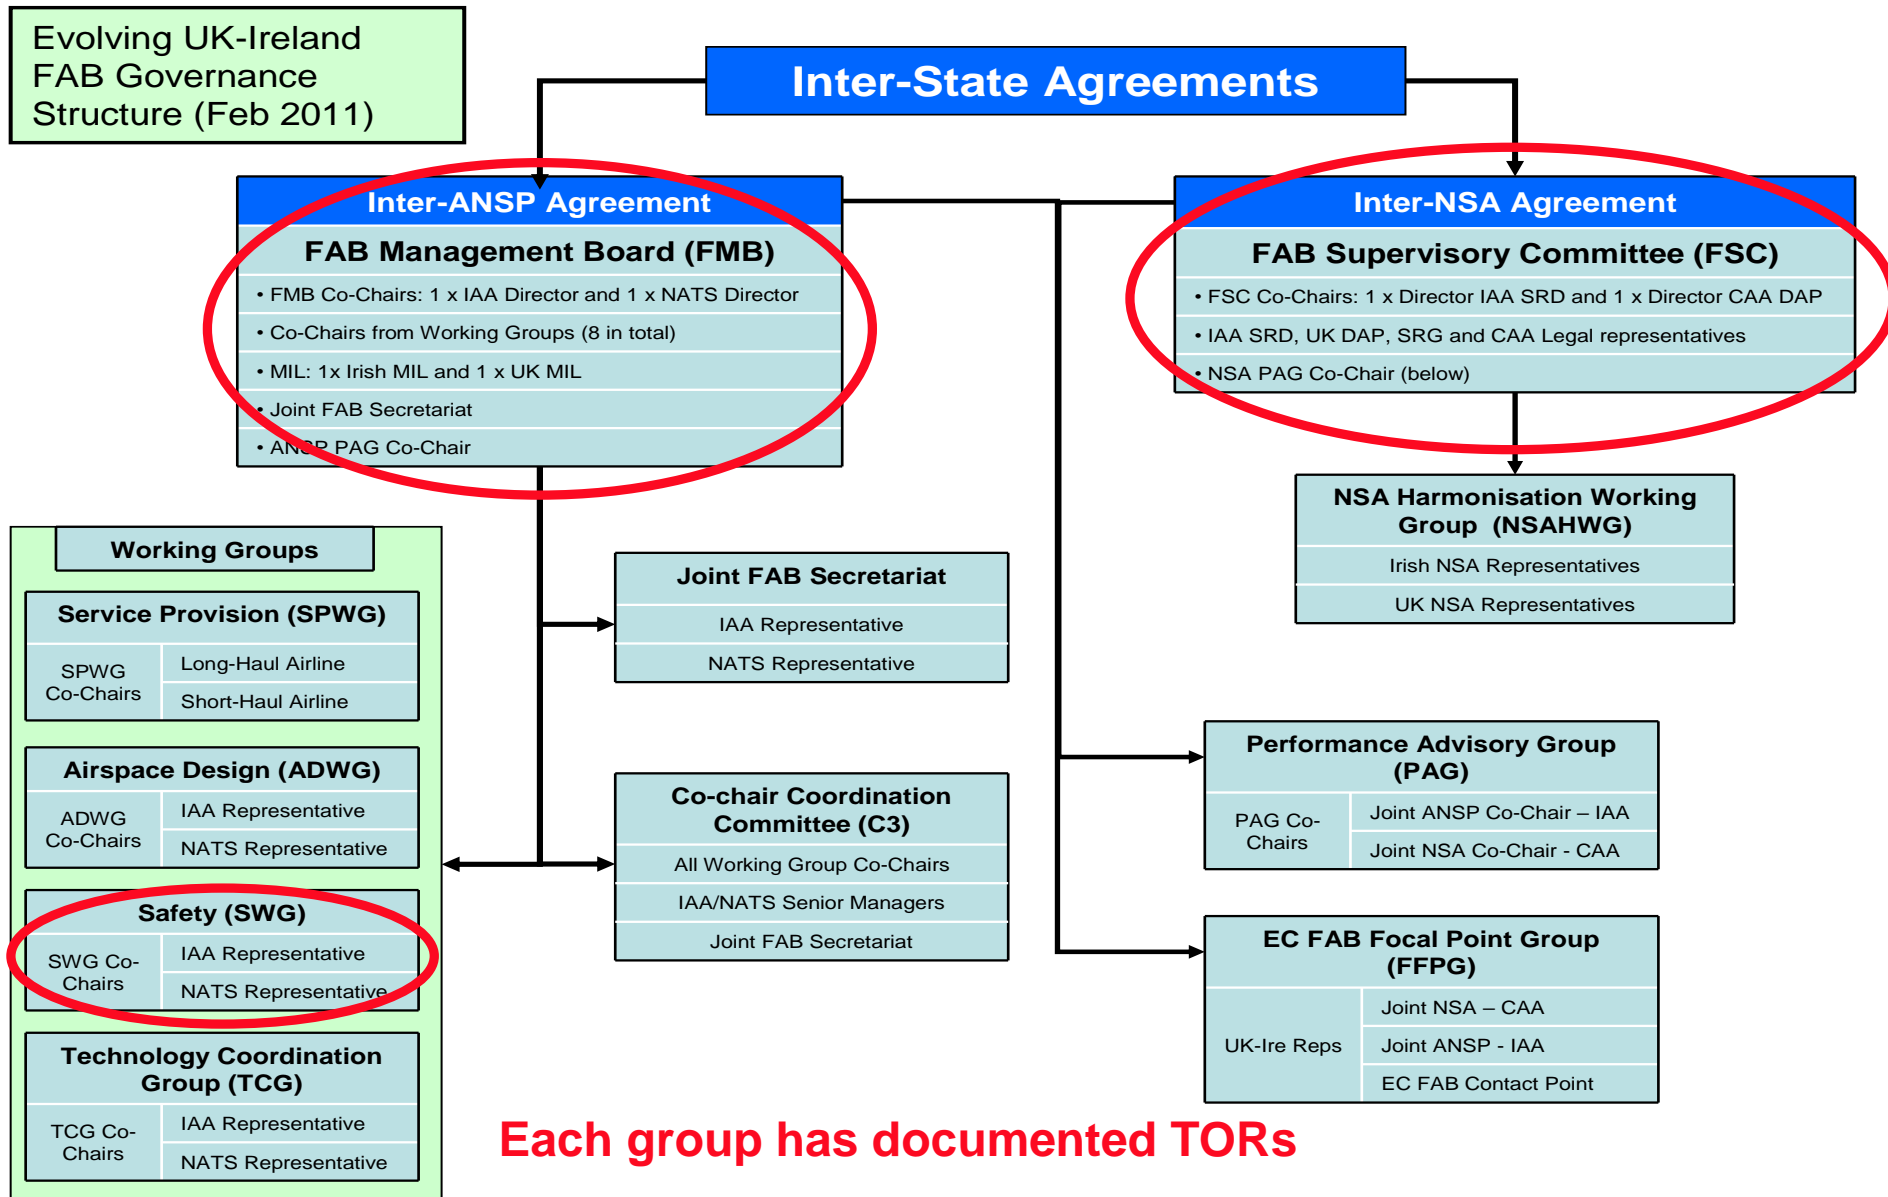 Evolving UK-Ireland
FAB Governance
Structure (Feb 2011)
Inter-State Agreements
Inter-ANSP Agreement
FAB Management Board (FMB)
• FMB Co-Chairs: 1 x IAA Director and 1 x NATS Director
• Co-Chairs from Working Groups (8 in total)
• MIL: 1x Irish MIL and 1 x UK MIL
• Joint FAB Secretariat
• ANSP PAG Co-Chair
Inter-NSA Agreement
FAB Supervisory Committee (FSC)
• FSC Co-Chairs: 1 x Director IAA SRD and 1 x Director CAA DAP
• IAA SRD, UK DAP, SRG and CAA Legal representatives
• NSA PAG Co-Chair (below)
NSA Harmonisation Working
Group (NSAHWG)
Irish NSA Representatives
UK NSA Representatives
Working Groups
Service Provision (SPWG)
SPWG
Co-Chairs
Long-Haul Airline
Short-Haul Airline
Airspace Design (ADWG)
ADWG
Co-Chairs
IAA Representative
NATS Representative
Safety (SWG)
SWG Co-
Chairs
IAA Representative
NATS Representative
Technology Coordination
Group (TCG)
TCG Co-
Chairs
IAA Representative
NATS Representative
Joint FAB Secretariat
IAA Representative
NATS Representative
Co-chair Coordination
Committee (C3)
All Working Group Co-Chairs
IAA/NATS Senior Managers
Joint FAB Secretariat
Performance Advisory Group
(PAG)
PAG Co-
Chairs
Joint ANSP Co-Chair – IAA
Joint NSA Co-Chair - CAA
EC FAB Focal Point Group
(FFPG)
UK-Ire Reps
Joint NSA – CAA
Joint ANSP - IAA
EC FAB Contact Point
Each group has documented TORs